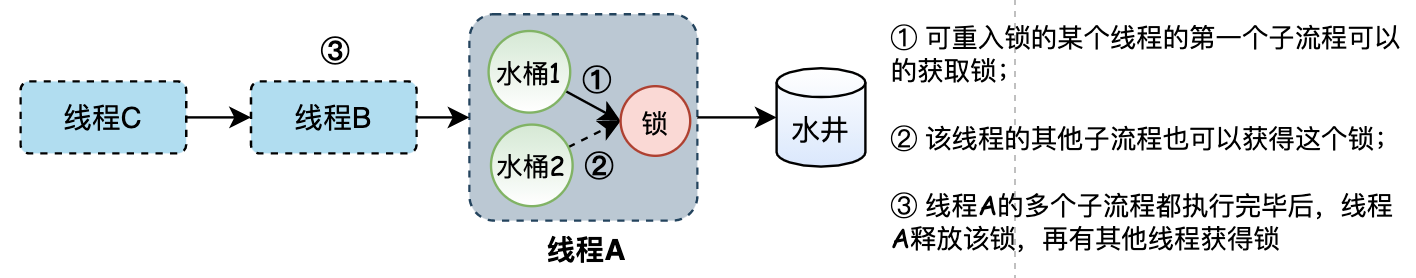 ③
线程C
线程B
水桶1
①
锁
水桶2
②
线程A
水井
① 可重入锁的某个线程的第一个子流程可以
的获取锁；
② 该线程的其他子流程也可以获得这个锁；
③ 线程A的多个子流程都执行完毕后，线程
A释放该锁，再有其他线程获得锁